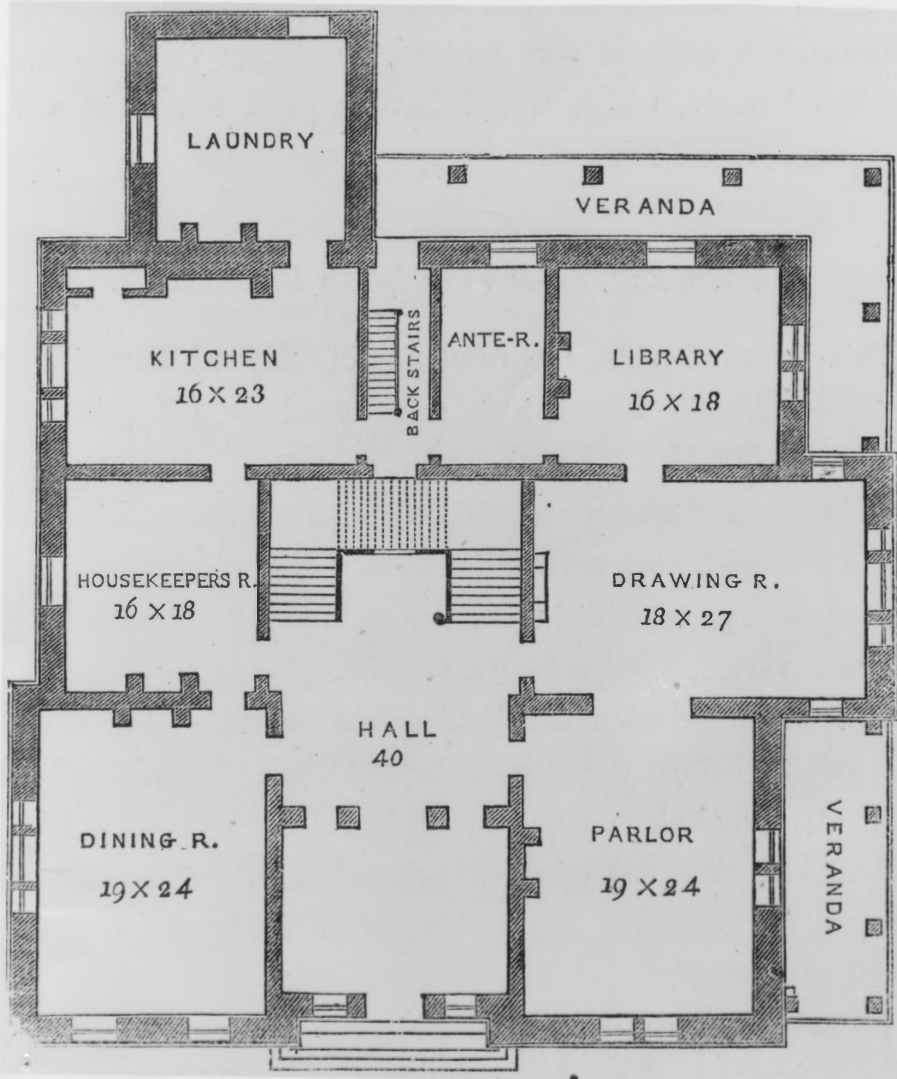 LAUNDRY
VERANDA
KITCHEN
16 X 23
BACK STAIRS
ANTE-R.
LIBRARY
16 X 18
HOUSEKEEPERS R.
16 X 18
DRAWING R.
18 X 27
HALL
40
DINING R.
19 X 24
PARLOR
19 X 24
VERANDA